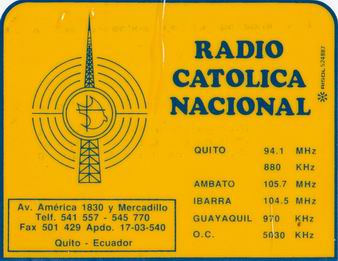 RADIO
CATOLICA
NACIONAL
RIGOL 524883
QUITO 94.1 MHz
880 KHz
AMBATO 105.7 MHz
IBARRA 104.5 MHz
GUAYAQUIL 970 KHz
O.C. 5030 KHz
Av. América 1830 y Mercadillo
Telf. 541 557 - 545 770
Fax 501 429 Apdo. 17-03-540
Quito - Ecuador